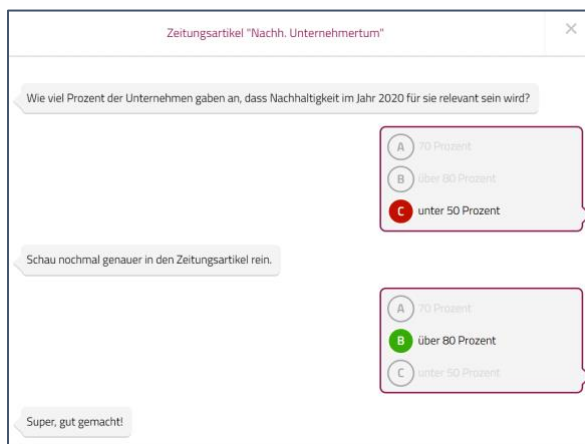 Zeitungsartikel "Nachh. Unternehmertum"
Wie viel Prozent der Unternehmen gaben an, dass Nachhaltigkeit im Jahr 2020 für sie relevant sein wird?
A 70 Prozent
B über 80 Prozent
C unter 50 Prozent
Schau nochmal genauer in den Zeitungsartikel rein.
A 70 Prozent
B über 80 Prozent
C unter 50 Prozent
Super, gut gemacht!